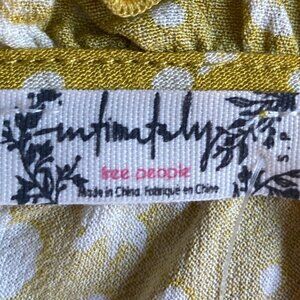 intimately
free people
Made in China. Fabriqué en Chine